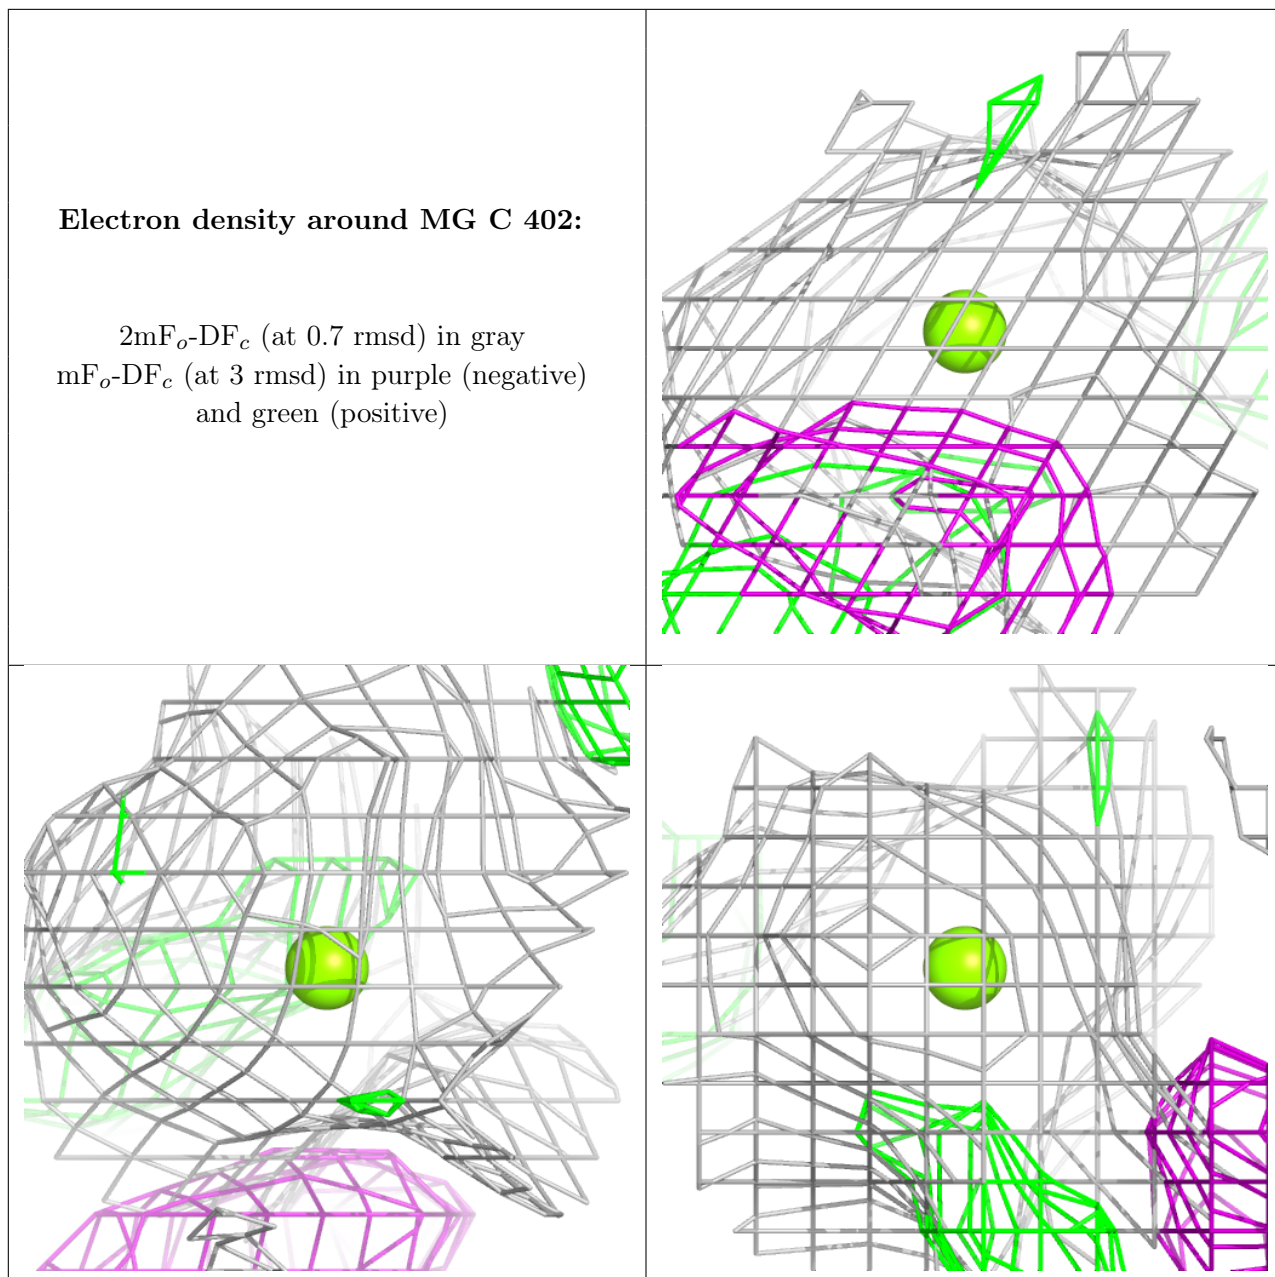 Electron density around MG C 402:
2mFo-DFc (at 0.7 rmsd) in gray
mFo-DFc (at 3 rmsd) in purple (negative)
and green (positive)